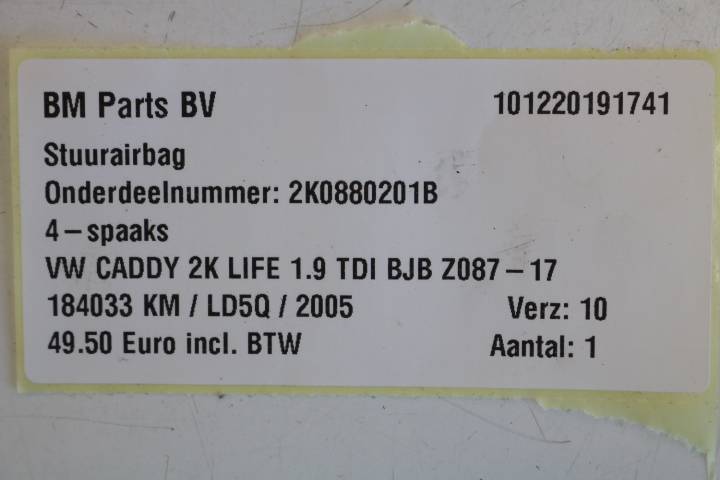 BM Parts BV 101220191741
Stuurairbag
Onderdeelnummer: 2K0880201B
4-spaaks
VW CADDY 2K LIFE 1.9 TDI BJB Z087-17
184033 KM / LD5Q / 2005 Verz: 10
49.50 Euro incl. BTW Aantal: 1